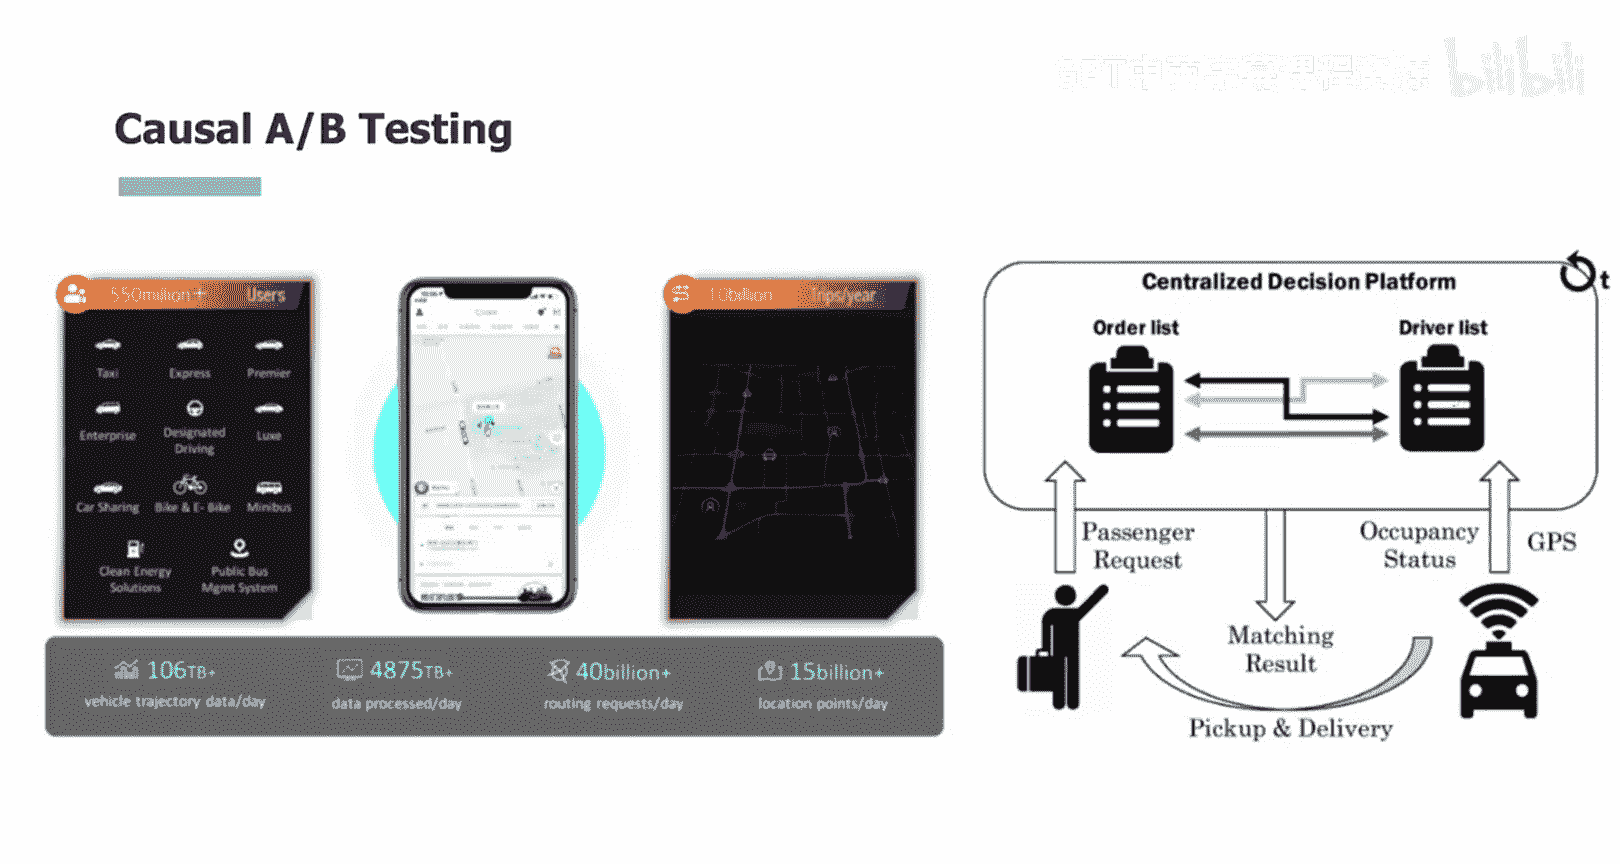 bilibili
Causal A/B Testing
550million+ Users
Taxi
Express
Premier
Enterprise
Designated
Driving
Luxe
Car Sharing
Bike & E- Bike
Minibus
Clean Energy
Solutions
Public Bus
Mgmt System
10billion Trips/year
106TB+
vehicle trajectory data/day
4875TB+
data processed/day
40billion+
routing requests/day
15billion+
location points/day
Centralized Decision Platform
t
Order list
Driver list
Passenger
Request
Occupancy
Status
GPS
Matching
Result
Pickup & Delivery